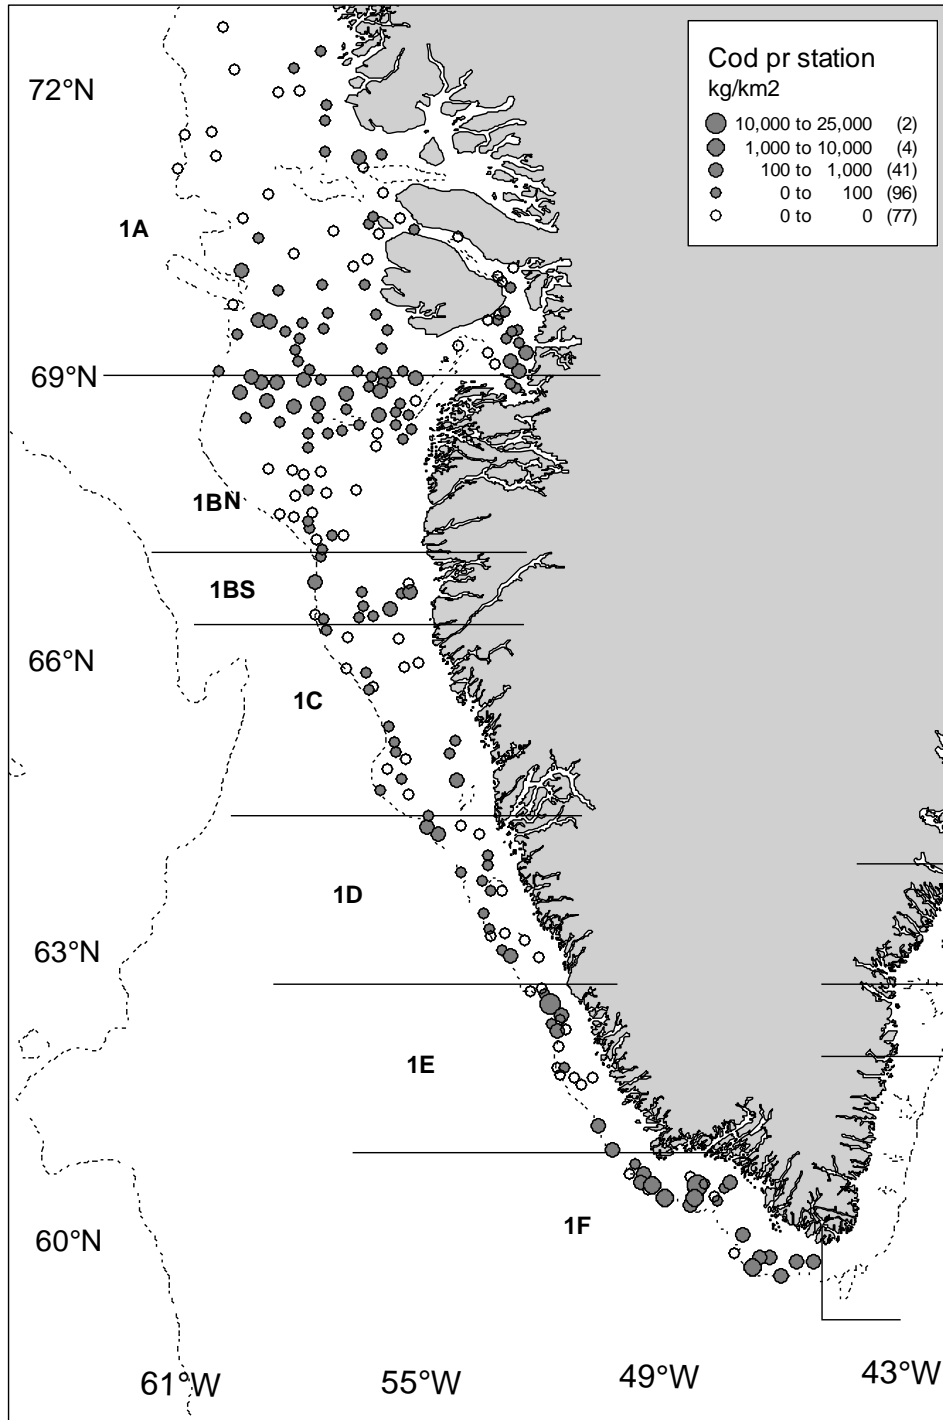 Cod pr station
kg/km2
10,000 to 25,000 (2)
1,000 to 10,000 (4)
100 to 1,000 (41)
0 to 100 (96)
0 to 0 (77)
72°N
1A
69°N
1BN
1BS
66°N
1C
1D
63°N
1E
1F
60°N
61°W 55°W 49°W 43°W